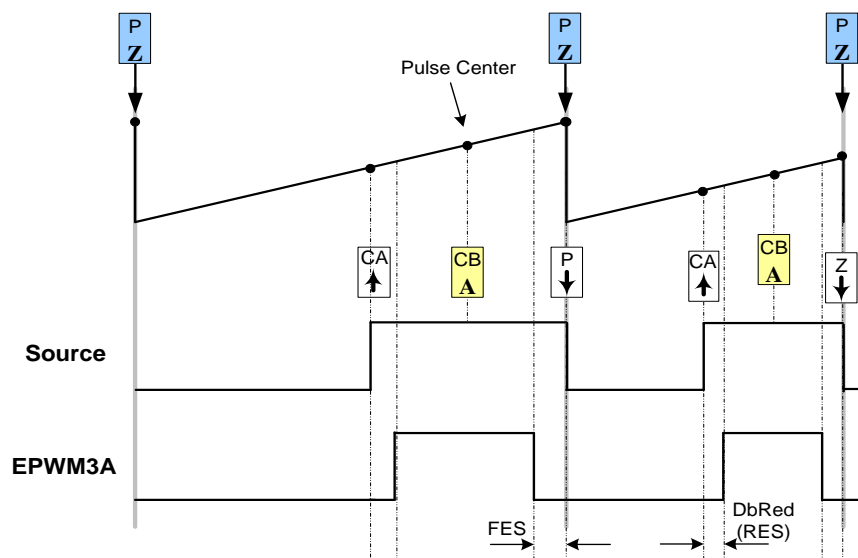 P
Z
P
Z
P
Z
Pulse Center
CA
CB
A
P
CA
CB
A
Z
Source
EPWM3A
FES
DbRed
(RES)